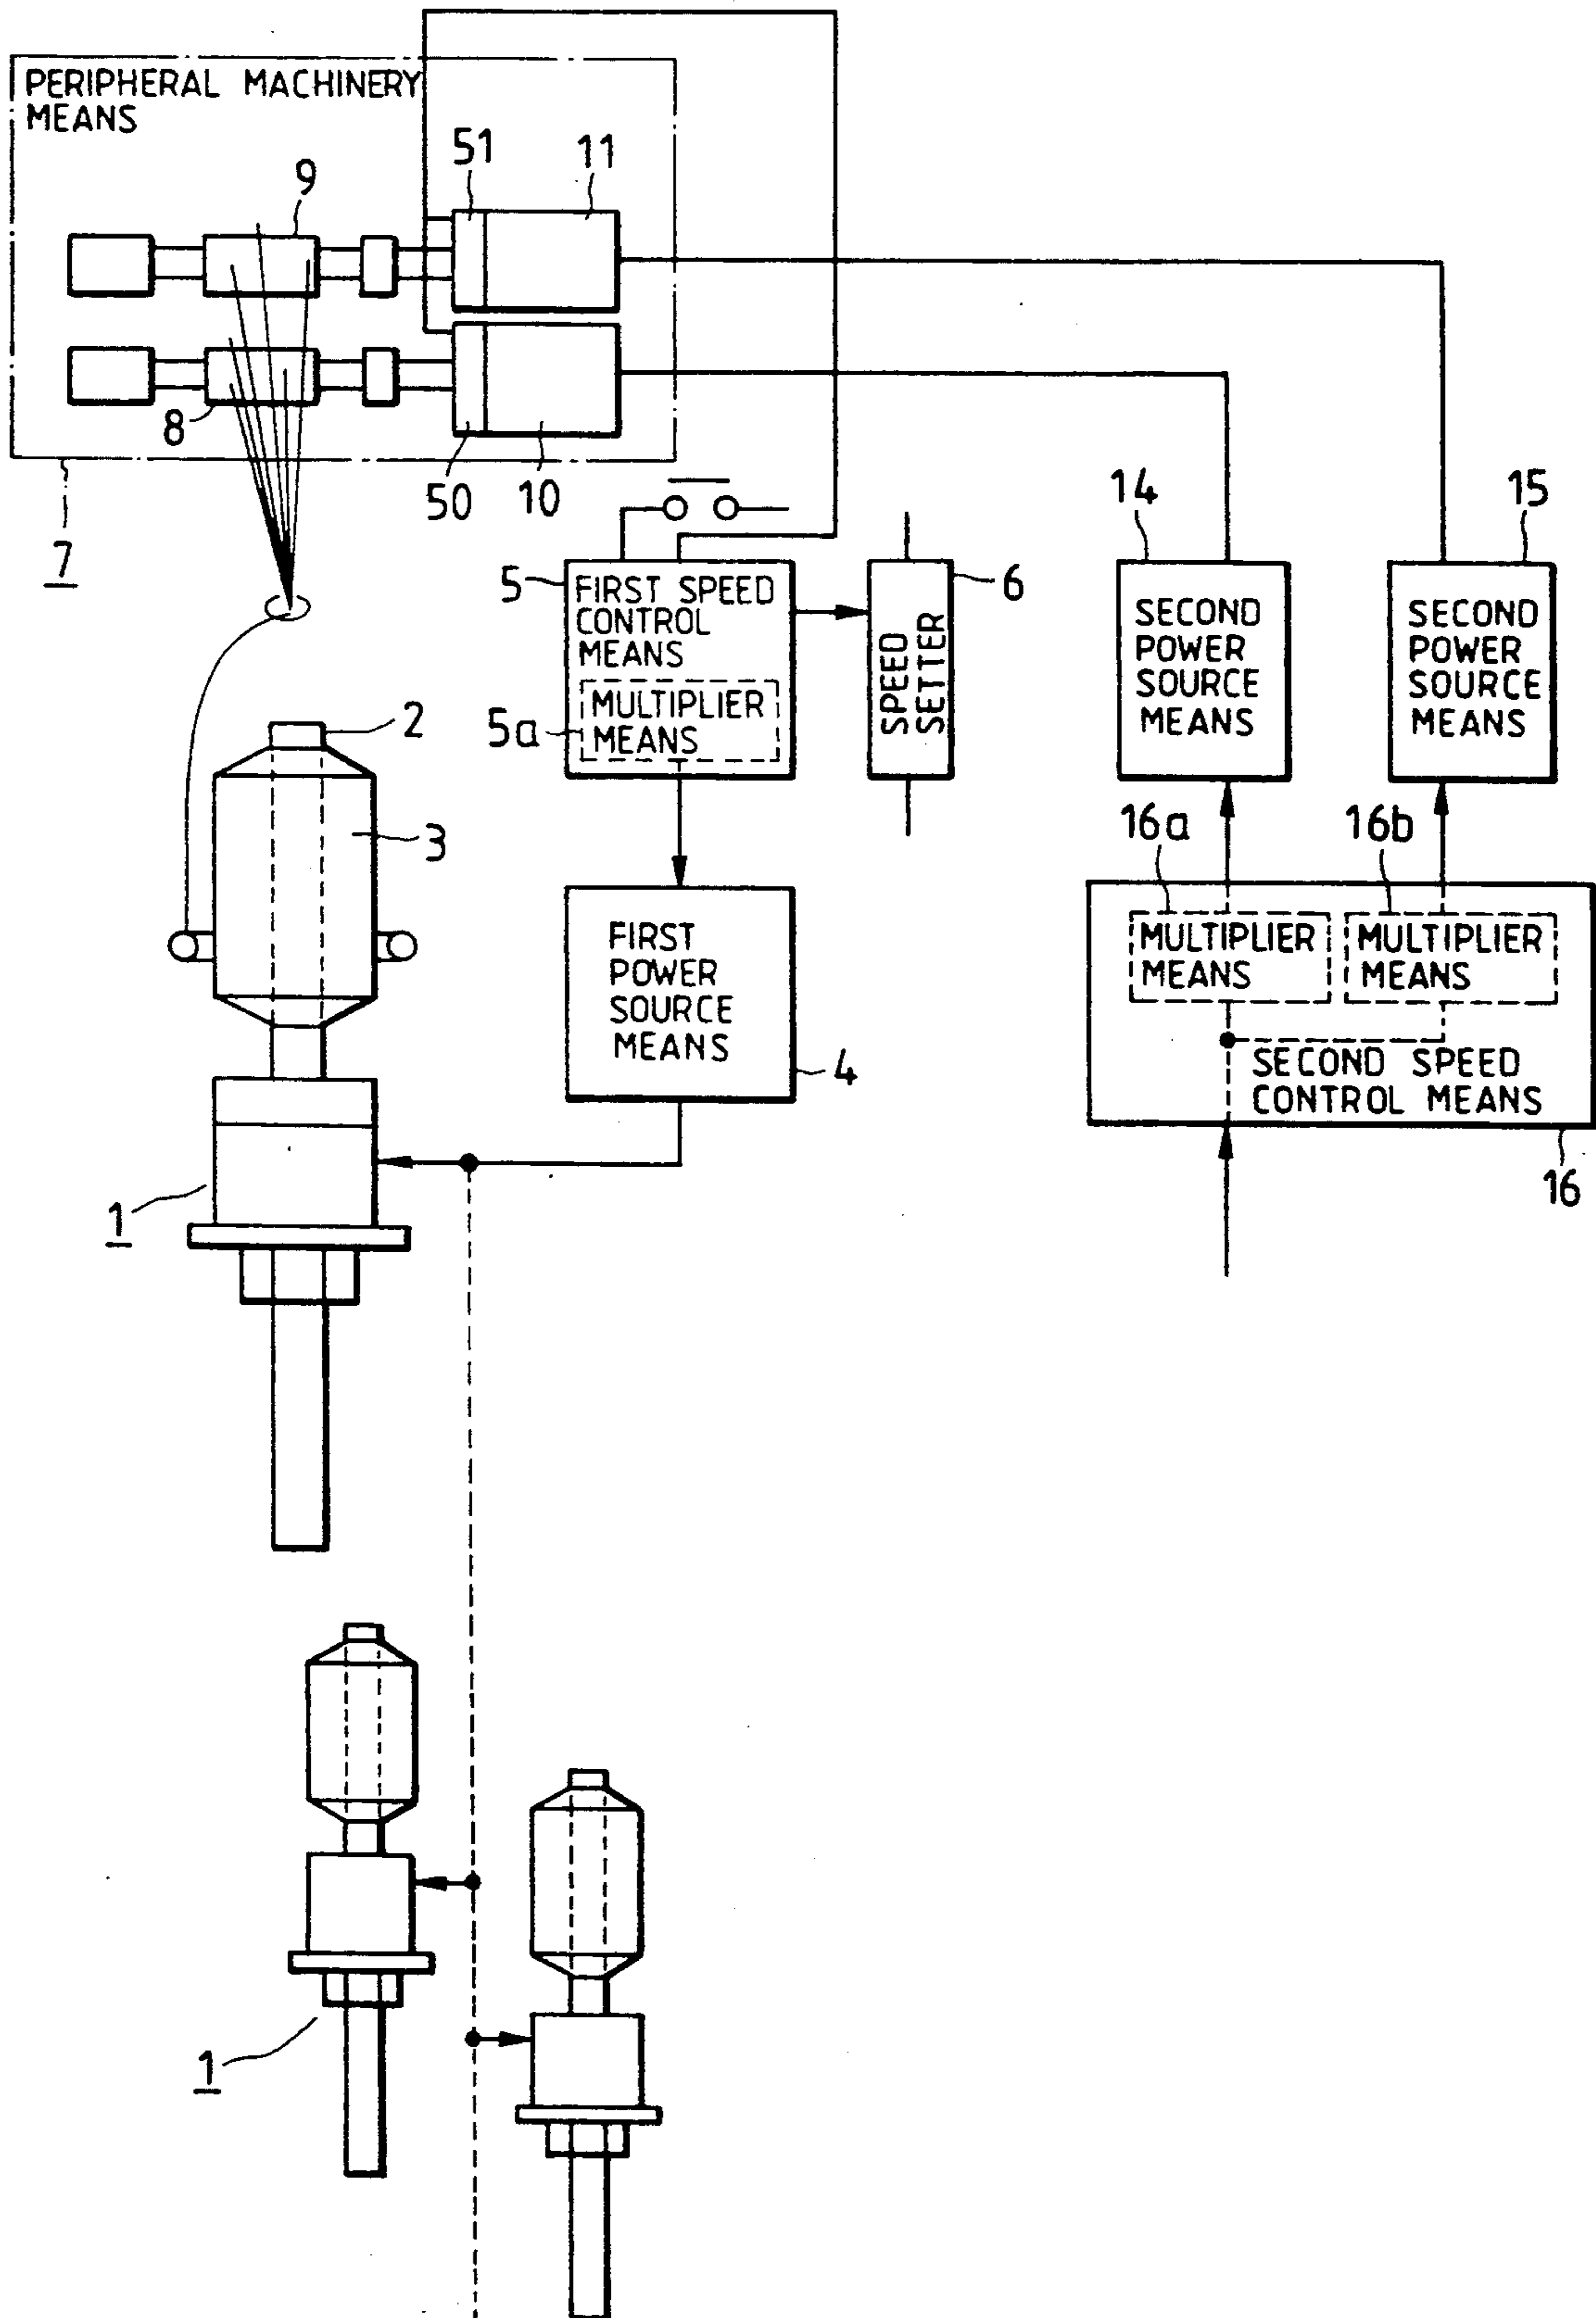 PERIPHERAL MACHINERY
MEANS
51
11
9
8
50
10
7
14
15
5
FIRST SPEED
CONTROL
MEANS
5a
MULTIPLIER
MEANS
6
SPEED
SETTER
SECOND
POWER
SOURCE
MEANS
SECOND
POWER
SOURCE
MEANS
2
3
16a
16b
FIRST
POWER
SOURCE
MEANS
4
MULTIPLIER
MEANS
MULTIPLIER
MEANS
SECOND SPEED
CONTROL MEANS
16
1
1